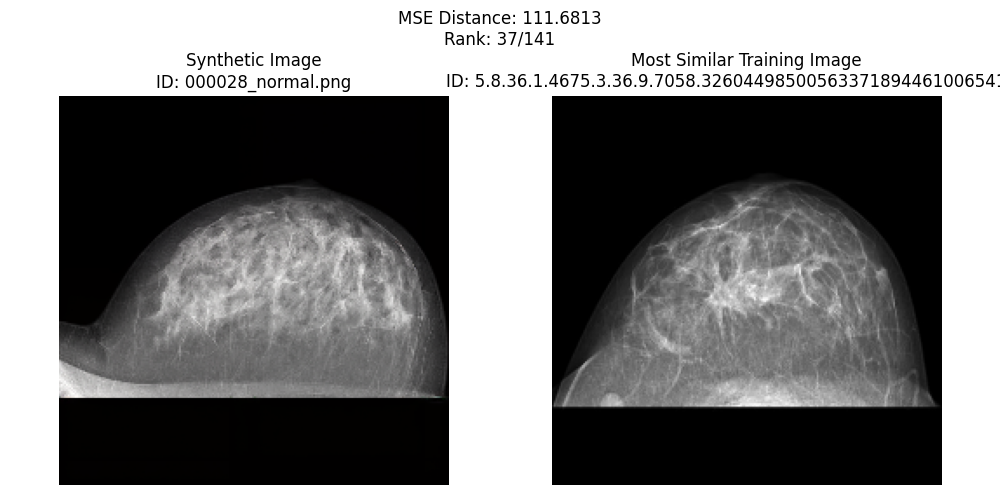 MSE Distance: 111.6813
Rank: 37/141
Synthetic Image
ID: 000028_normal.png
Most Similar Training Image
ID: 5.8.36.1.4675.3.36.9.7058.32604498500563371894461006541